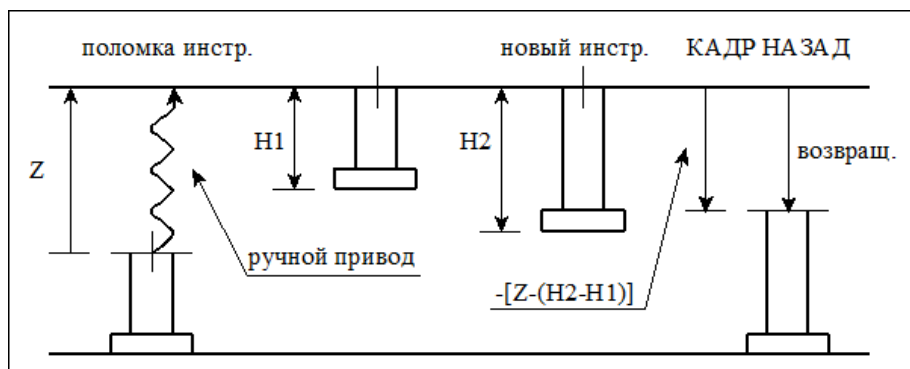 поломка инстр.
новый инстр.
КАДР НАЗАД
Z
H1
H2
возвращ.
ручной привод
-[Z-(H2-H1)]